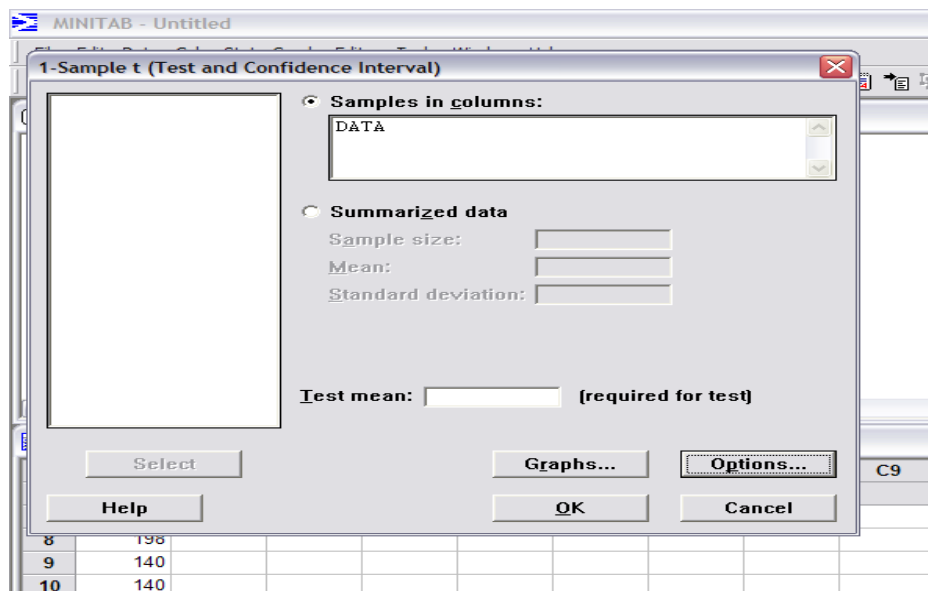 MINITAB - Untitled
1-Sample t (Test and Confidence Interval)
Samples in columns:
DATA
Summarized data
Sample size:
Mean:
Standard deviation:
Test mean:
(required for test)
Select
Graphs...
Options...
Help
OK
Cancel
C9
8 198
9 140
10 140